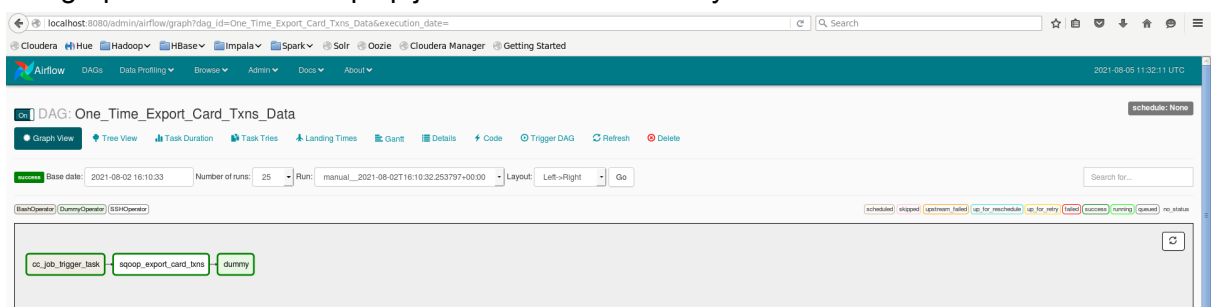 localhost:8080/admin/airflow/graph?dag_id=One_Time_Export_Card_Txns_Data&execution_date= Search
Cloudera Hue Hadoop HBase Impala Spark Solr Oozie Cloudera Manager Getting Started
Airflow DAGs Data Profiling Browse Admin Docs About 2021-08-05 11:32:11 UTC
On DAG: One_Time_Export_Card_Txns_Data schedule: None
Graph View Tree View Task Duration Task Tries Landing Times Gantt Details Code Trigger DAG Refresh Delete
success Base date: 2021-08-02 16:10:33 Number of runs: 25 Run: manual__2021-08-02T16:10:32.253797+00:00 Layout: Left->Right Go Search for...
BashOperator DummyOperator SSHOperator scheduled skipped upstream_failed up_for_reschedule up_for_retry failed success running queued no_status
cc_job_trigger_task sqoop_export_card_txns dummy